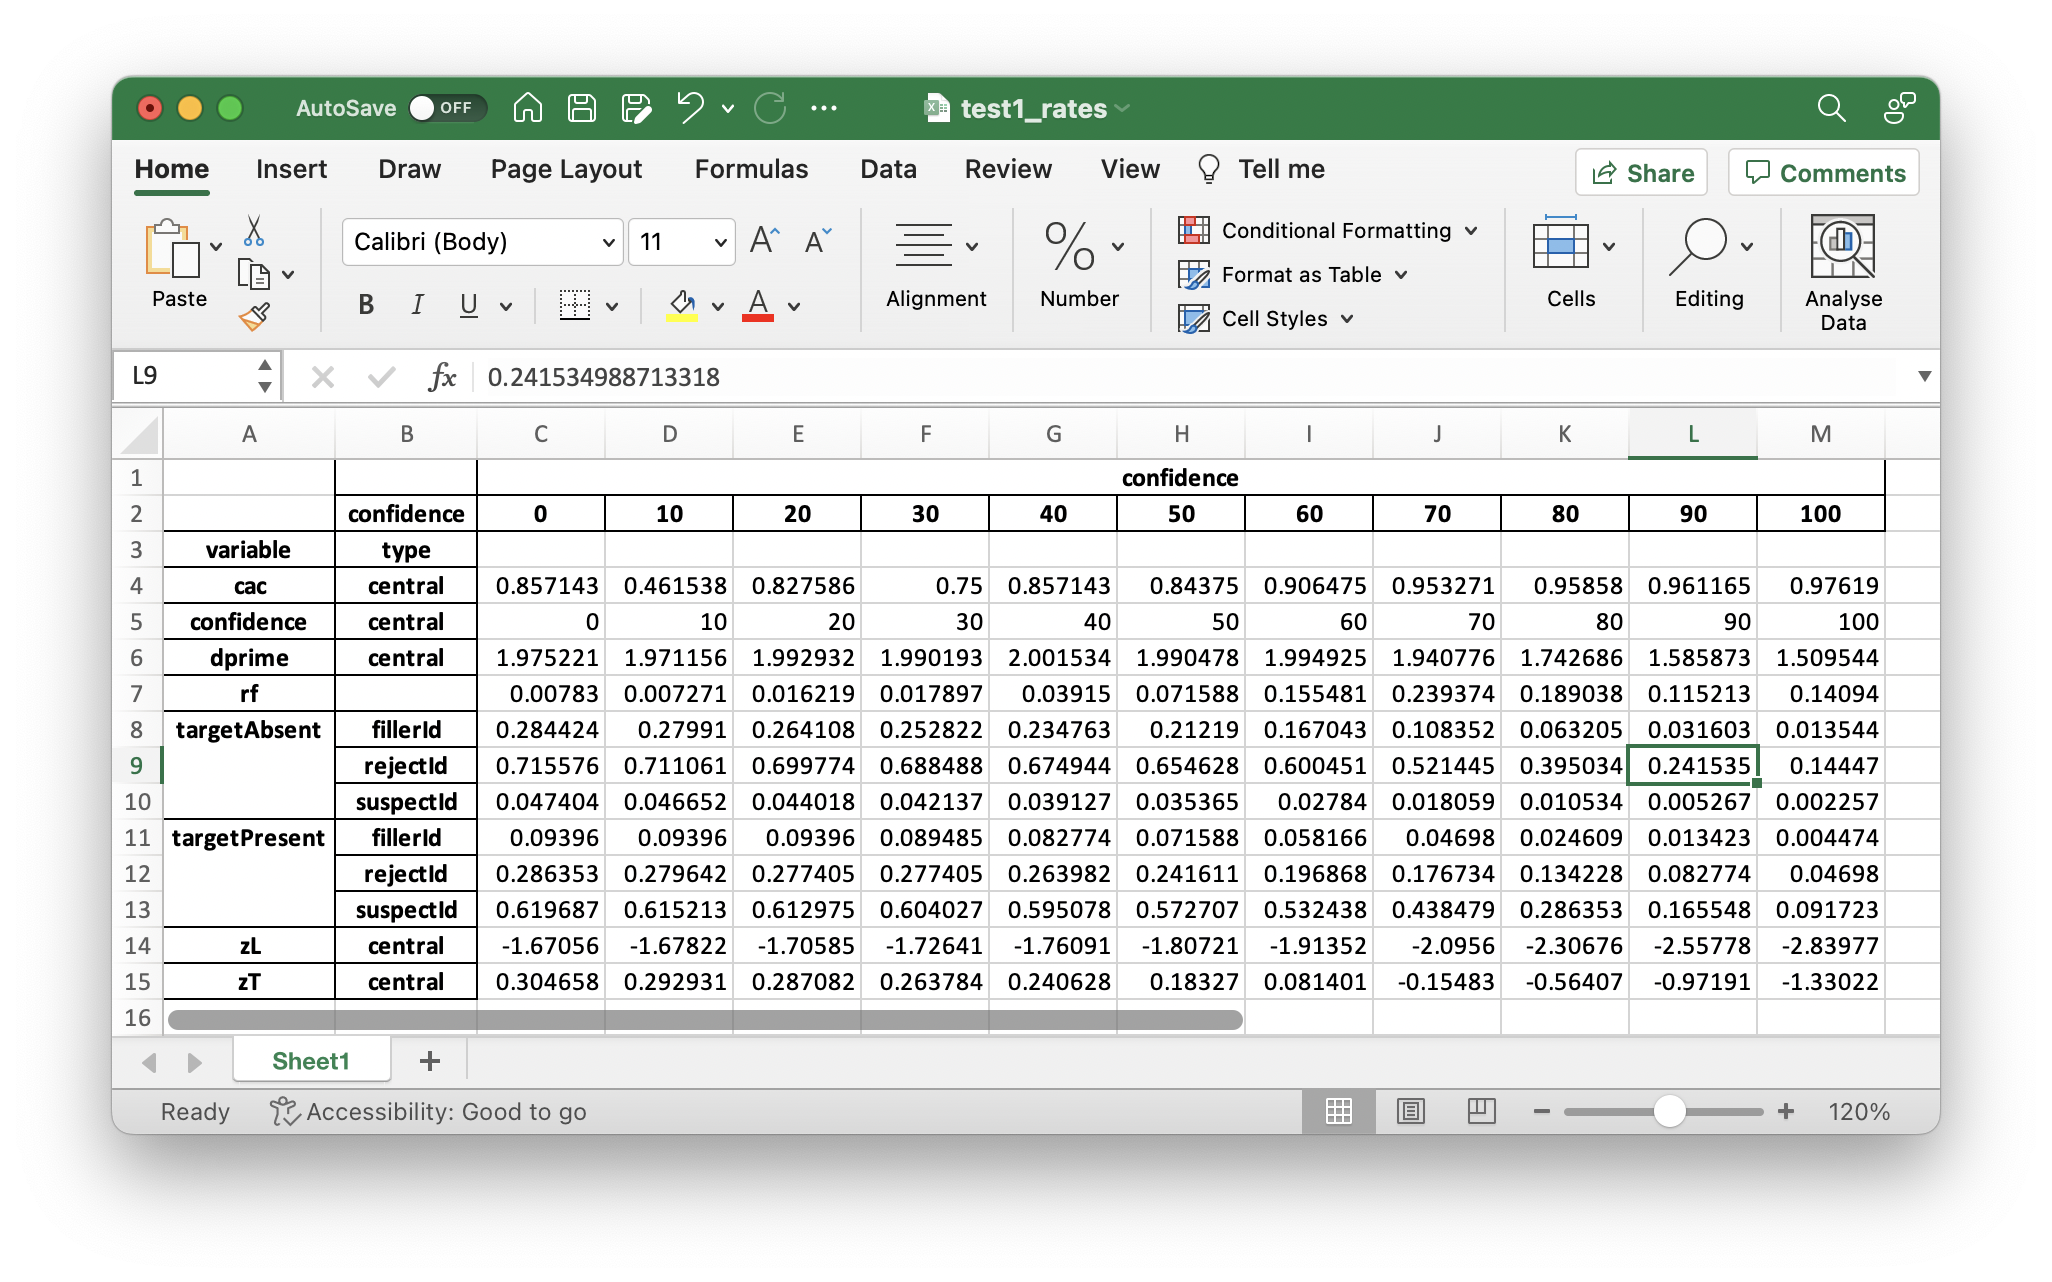 AutoSave OFF test1_rates
Home Insert Draw Page Layout Formulas Data Review View Tell me Share Comments
Paste Calibri (Body) 11 A A B I U A Alignment % Number Conditional Formatting Format as Table Cell Styles Cells Editing Analyse Data
L9 fx 0.241534988713318
A B C D E F G H I J K L M
1 confidence
2 confidence 0 10 20 30 40 50 60 70 80 90 100
3 variable type
4 cac central 0.857143 0.461538 0.827586 0.75 0.857143 0.84375 0.906475 0.953271 0.95858 0.961165 0.97619
5 confidence central 0 10 20 30 40 50 60 70 80 90 100
6 dprime central 1.975221 1.971156 1.992932 1.990193 2.001534 1.990478 1.994925 1.940776 1.742686 1.585873 1.509544
7 rf 0.00783 0.007271 0.016219 0.017897 0.03915 0.071588 0.155481 0.239374 0.189038 0.115213 0.14094
8 targetAbsent fillerId 0.284424 0.27991 0.264108 0.252822 0.234763 0.21219 0.167043 0.108352 0.063205 0.031603 0.013544
9 rejectId 0.715576 0.711061 0.699774 0.688488 0.674944 0.654628 0.600451 0.521445 0.395034 0.241535 0.14447
10 suspectId 0.047404 0.046652 0.044018 0.042137 0.039127 0.035365 0.02784 0.018059 0.010534 0.005267 0.002257
11 targetPresent fillerId 0.09396 0.09396 0.09396 0.089485 0.082774 0.071588 0.058166 0.04698 0.024609 0.013423 0.004474
12 rejectId 0.286353 0.279642 0.277405 0.277405 0.263982 0.241611 0.196868 0.176734 0.134228 0.082774 0.04698
13 suspectId 0.619687 0.615213 0.612975 0.604027 0.595078 0.572707 0.532438 0.438479 0.286353 0.165548 0.091723
14 zL central -1.67056 -1.67822 -1.70585 -1.72641 -1.76091 -1.80721 -1.91352 -2.0956 -2.30676 -2.55778 -2.83977
15 zT central 0.304658 0.292931 0.287082 0.263784 0.240628 0.18327 0.081401 -0.15483 -0.56407 -0.97191 -1.33022
16
Sheet1 +
Ready Accessibility: Good to go 120%